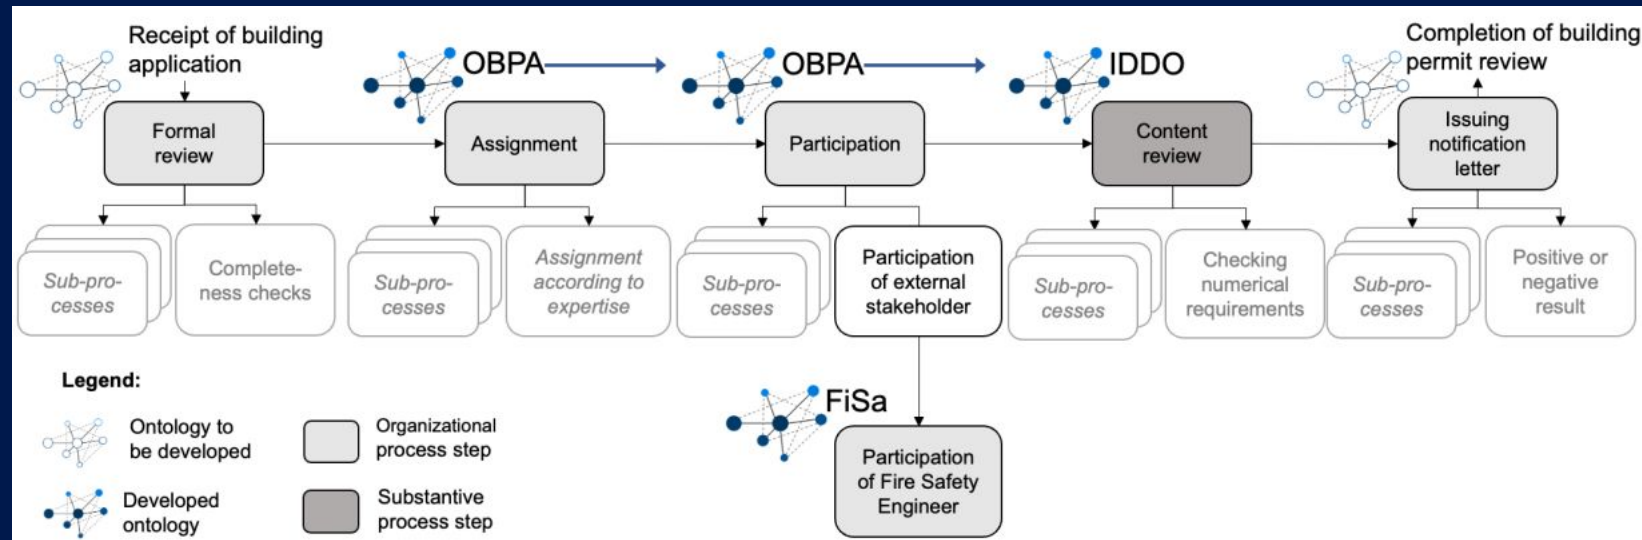 Receipt of building
application
OBPA
OBPA
IDDO
Completion of building
permit review
Formal
review
Assignment
Participation
Content
review
Issuing
notification
letter
Sub-pro-
cesses
Complete-
ness checks
Sub-pro-
cesses
Assignment
according to
expertise
Sub-pro-
cesses
Participation
of external
stakeholder
Sub-pro-
cesses
Checking
numerical
requirements
Sub-pro-
cesses
Positive or
negative
result
Legend:
Ontology to
be developed
Organizational
process step
Developed
ontology
Substantive
process step
FiSa
Participation
of Fire Safety
Engineer